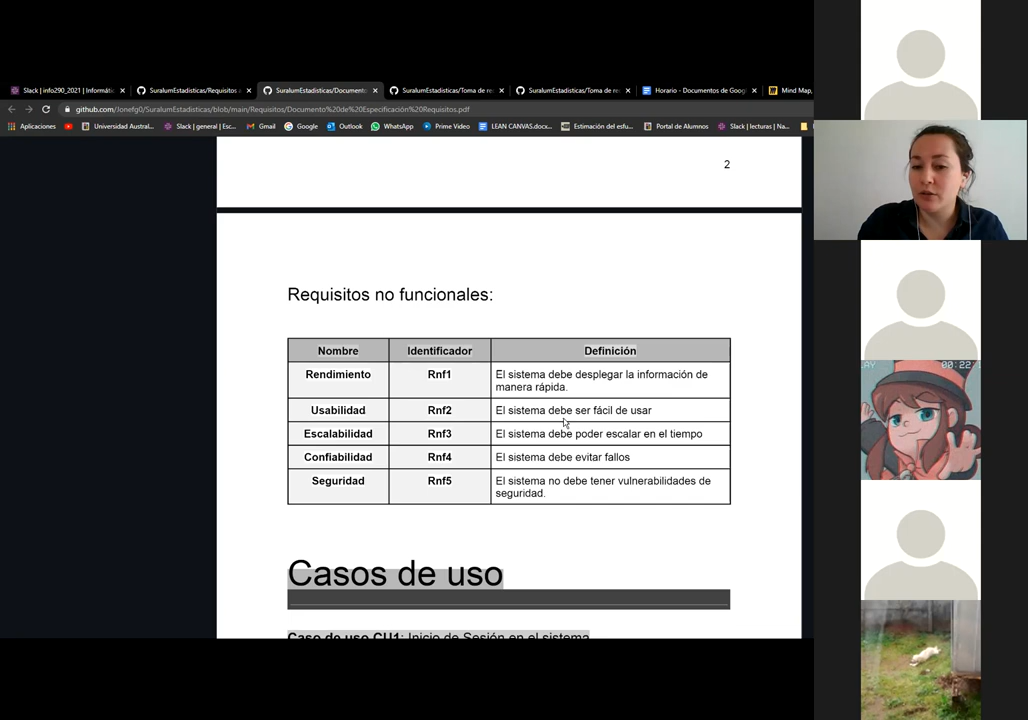 Slack | info290_2021 | Informáti
SuralumEstadisticas/Requisitos a
SuralumEstadisticas/Documento
SuralumEstadisticas/Toma de re
SuralumEstadisticas/Toma de re
Horario - Documentos de Goog
Mind Map,
github.com/Jonefg0/SuralumEstadisticas/blob/main/Requisitos/Documento%20de%20Especificación%20Requisitos.pdf
Aplicaciones
Universidad Austral...
Slack | general | Esc...
Gmail
Google
Outlook
WhatsApp
Prime Video
LEAN CANVAS.docx...
Estimación del esfu...
Portal de Alumnos
Slack | lecturas | Na...
2
Requisitos no funcionales:
Nombre Identificador Definición
Rendimiento Rnf1 El sistema debe desplegar la información de
manera rápida.
Usabilidad Rnf2 El sistema debe ser fácil de usar
Escalabilidad Rnf3 El sistema debe poder escalar en el tiempo
Confiabilidad Rnf4 El sistema debe evitar fallos
Seguridad Rnf5 El sistema no debe tener vulnerabilidades de
seguridad.
Casos de uso
Caso de uso CU1: Inicio de Sesión en el sistema